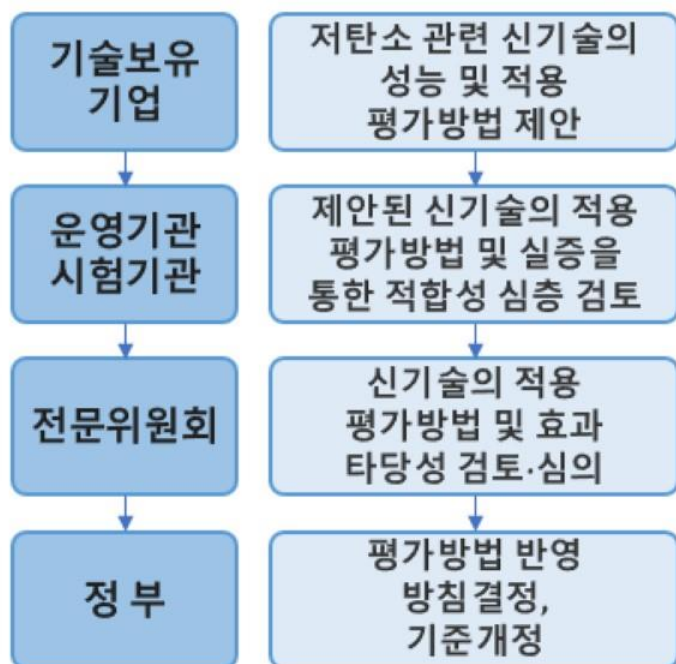 기술보유
기업
저탄소 관련 신기술의
성능 및 적용
평가방법 제안
운영기관
시험기관
제안된 신기술의 적용
평가방법 및 실증을
통한 적합성 심층 검토
전문위원회
신기술의 적용
평가방법 및 효과
타당성 검토·심의
정 부
평가방법 반영
방침결정,
기준개정